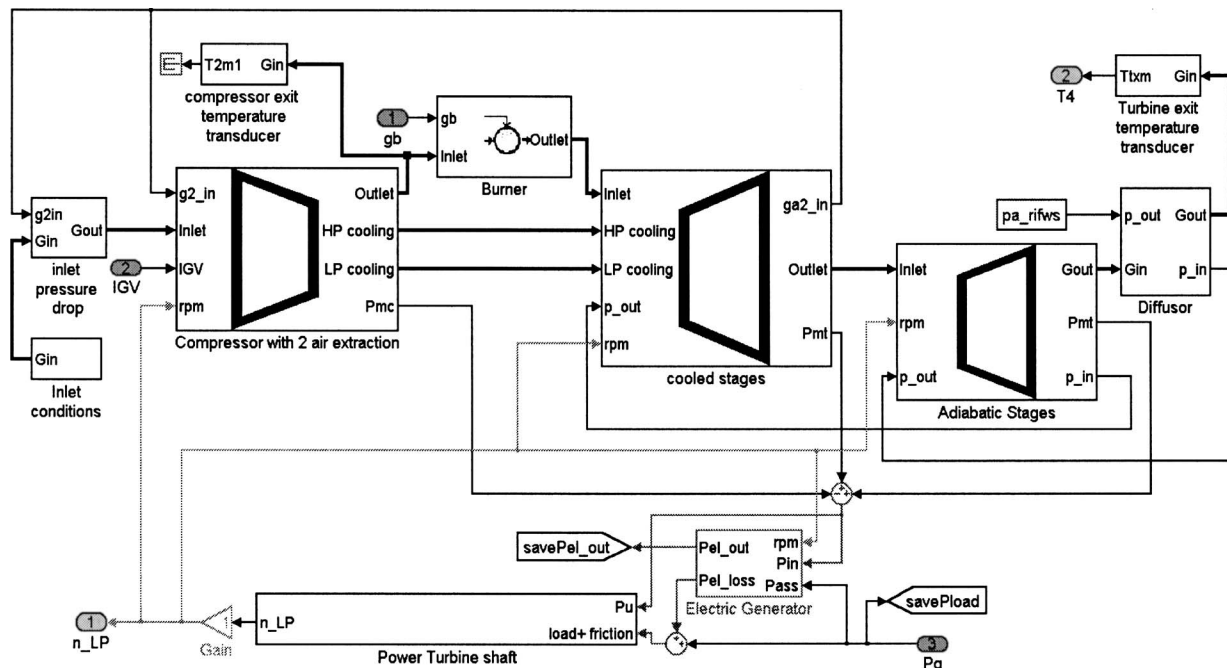 T2m1 Gin
compressor exit
temperature
transducer
1
gb
gb
Inlet
Outlet
Burner
2
T4
Ttxm Gin
Turbine exit
temperature
transducer
g2in
Gin
Gout
inlet
pressure
drop
2
IGV
Gin
Inlet
conditions
g2_in
Inlet
IGV
rpm
Outlet
HP cooling
LP cooling
Pmc
Compressor with 2 air extraction
Inlet
HP cooling
LP cooling
p_out
rpm
ga2_in
Outlet
Pmt
cooled stages
pa_rifws
p_out
Gin
Gout
p_in
Diffusor
Inlet
rpm
p_out
Gout
Pmt
p_in
Adiabatic Stages
savePel_out
Pel_out
Pel_loss
rpm
Pin
Pass
Electric Generator
savePload
1
n_LP
1
Gain
n_LP
Pu
load+ friction
Power Turbine shaft
3
Pg